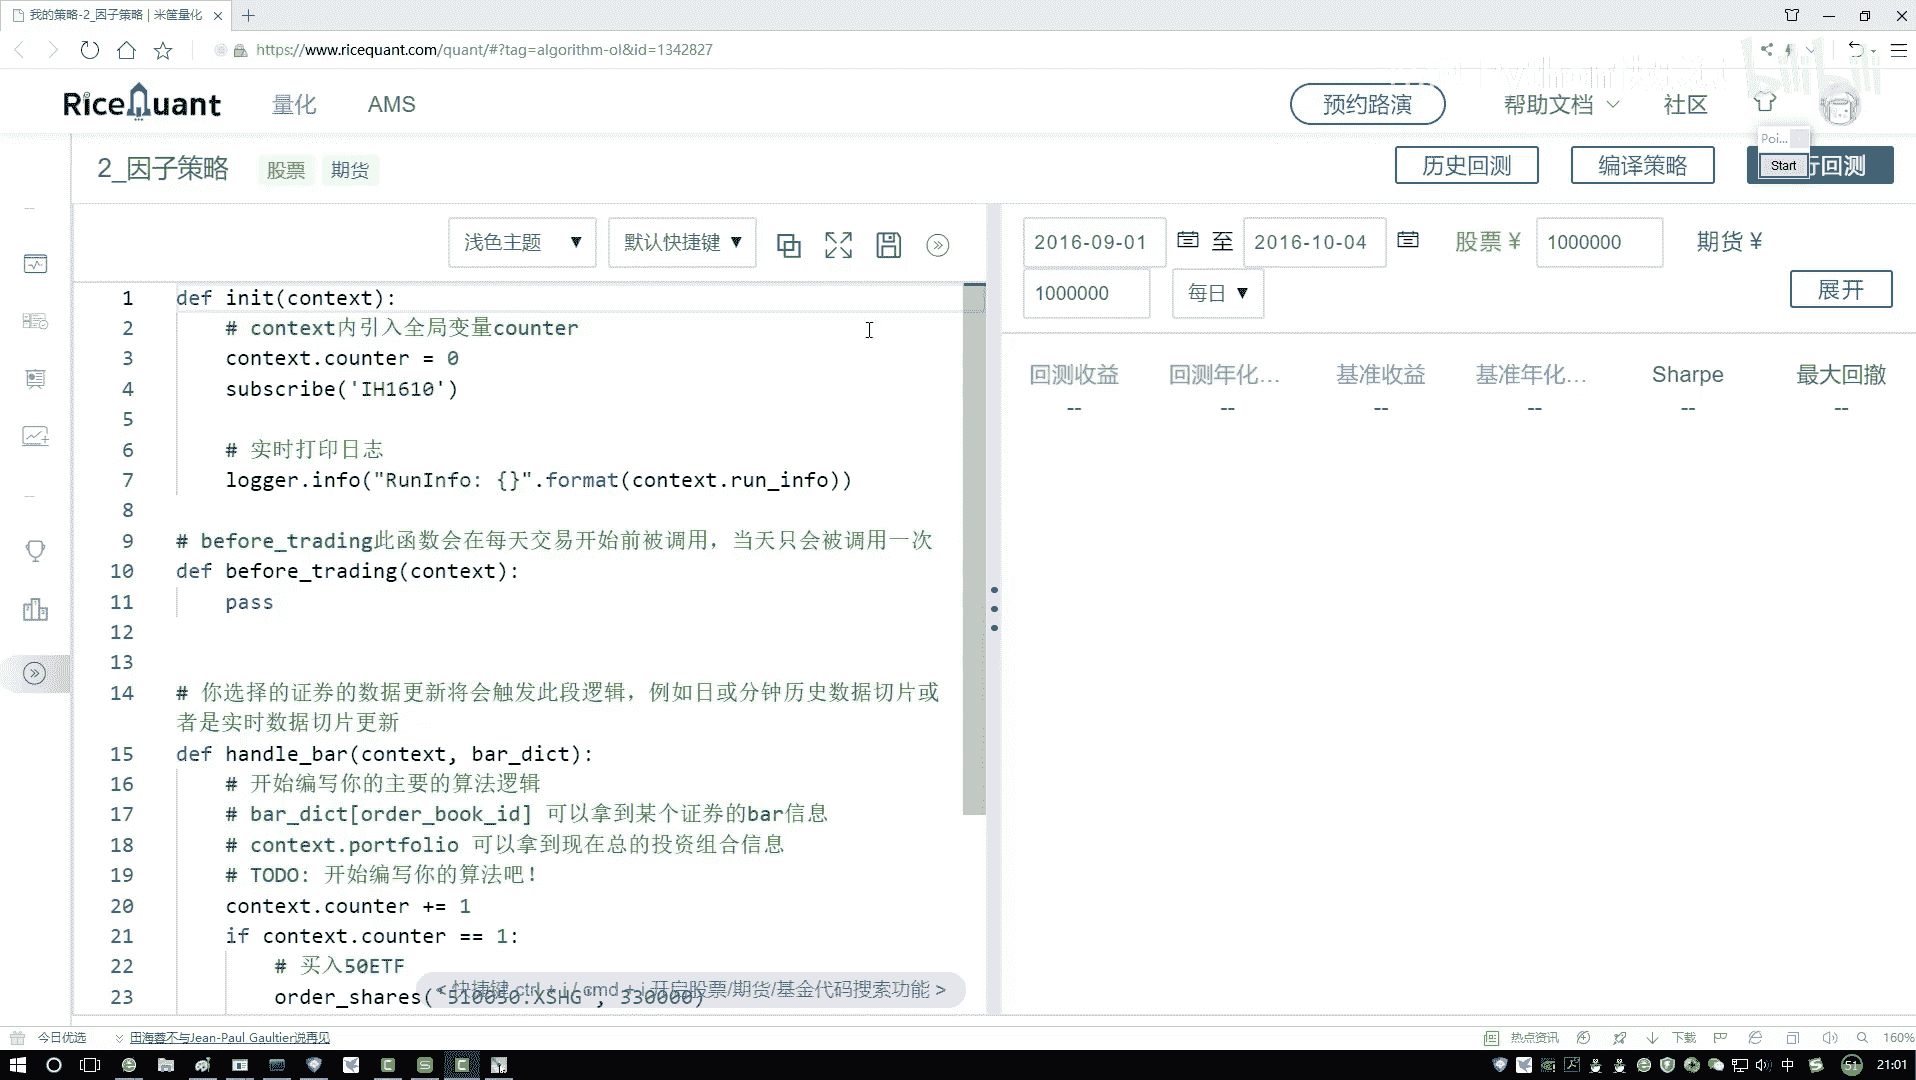 我的策略-2_因子策略 | 米筐量化
https://www.ricequant.com/quant/#?tag=algorithm-ol&id=1342827
RiceQuant 量化 AMS 预约路演 帮助文档 社区
Poi...
Start
2_因子策略 股票 期货 历史回测 编译策略 行回测
浅色主题 ▼ 默认快捷键 ▼
2016-09-01 至 2016-10-04 股票 ¥ 1000000 期货 ¥
1000000 每日 ▼ 展开
回测收益 回测年化... 基准收益 基准年化... Sharpe 最大回撤
-- -- -- -- -- --
1 def init(context):
2 # context内引入全局变量counter
3 context.counter = 0
4 subscribe('IH1610')
5
6 # 实时打印日志
7 logger.info("RunInfo: {}".format(context.run_info))
8
9 # before_trading此函数会在每天交易开始前被调用，当天只会被调用一次
10 def before_trading(context):
11 pass
12
13
14 # 你选择的证券的数据更新将会触发此段逻辑，例如日或分钟历史数据切片或
者是实时数据切片更新
15 def handle_bar(context, bar_dict):
16 # 开始编写你的主要的算法逻辑
17 # bar_dict[order_book_id] 可以拿到某个证券的bar信息
18 # context.portfolio 可以拿到现在总的投资组合信息
19 # TODO: 开始编写你的算法吧！
20 context.counter += 1
21 if context.counter == 1:
22 # 买入50ETF
23 order_shares('510050.XSHG', 330000)
< 快捷键 ctrl + i / cmd + i 开启股票/期货/基金代码搜索功能 >
今日优选 田海蓉不与Jean-Paul Gaultier说再见 热点资讯 下载 160%
中 51 21:01